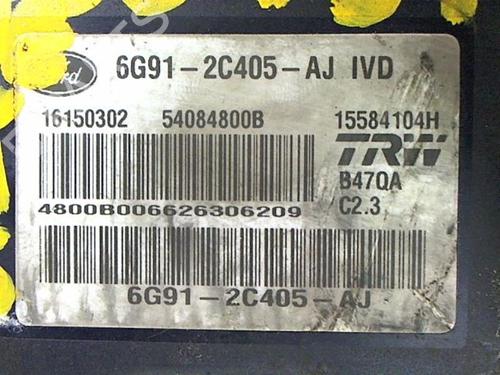 Ford
6G91-2C405-AJ IVD
16150302 54084800B 15584104H
TRW
B47QA
4800B006626306209 C2.3
6G91-2C405-AJ